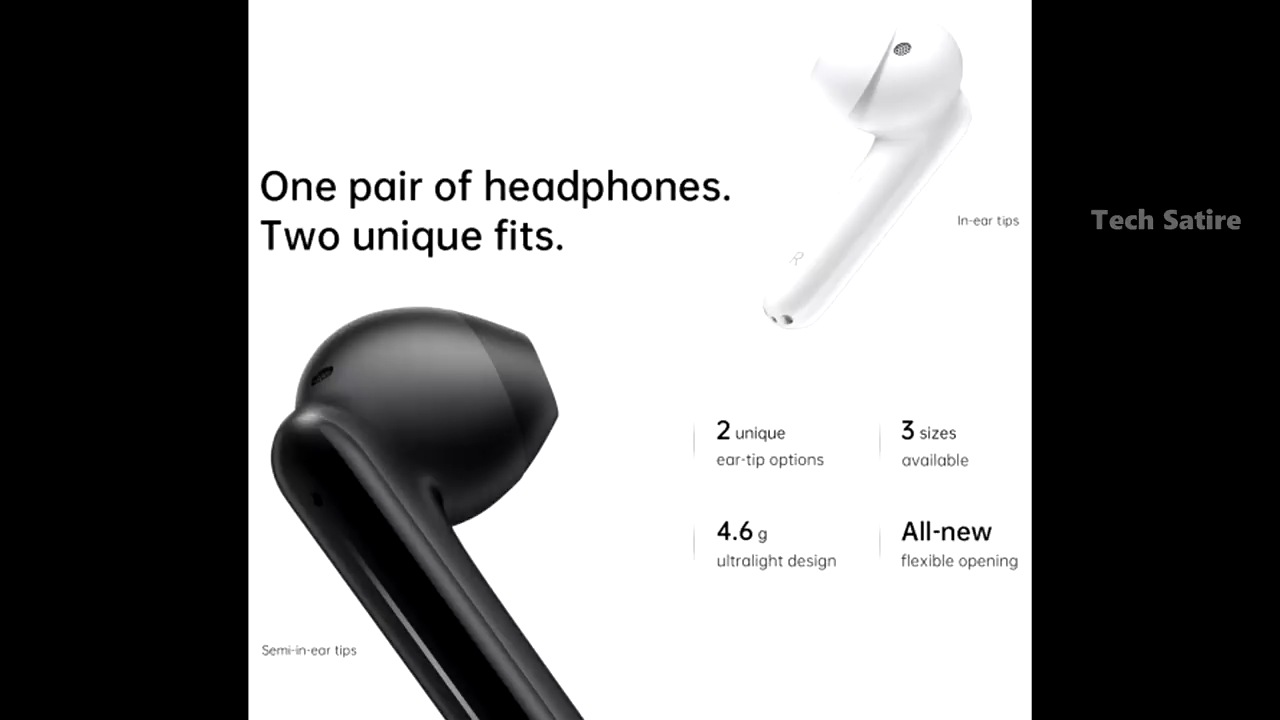 One pair of headphones.
Two unique fits.
In-ear tips
Tech Satire
R
2 unique
ear-tip options
3 sizes
available
4.6 g
ultralight design
All-new
flexible opening
Semi-in-ear tips